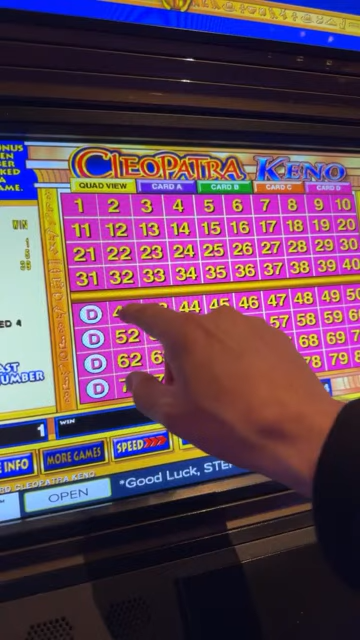 BONUS
CLEOPATRA KENO
QUAD VIEW CARD A CARD B CARD C CARD D
1 2 3 4 5 6 7 8 9 10
11 12 13 14 15 16 17 18 19 20
21 22 23 24 25 26 27 28 29 30
31 32 33 34 35 36 37 38 39 40
D 44 45 46 47 48 49 50
D 52 57 58 59 60
D 62 68 69
D 78 79
WIN
NUMBER
1 WIN
INFO MORE GAMES SPEED
CLEOPATRA KENO
OPEN *Good Luck, STE